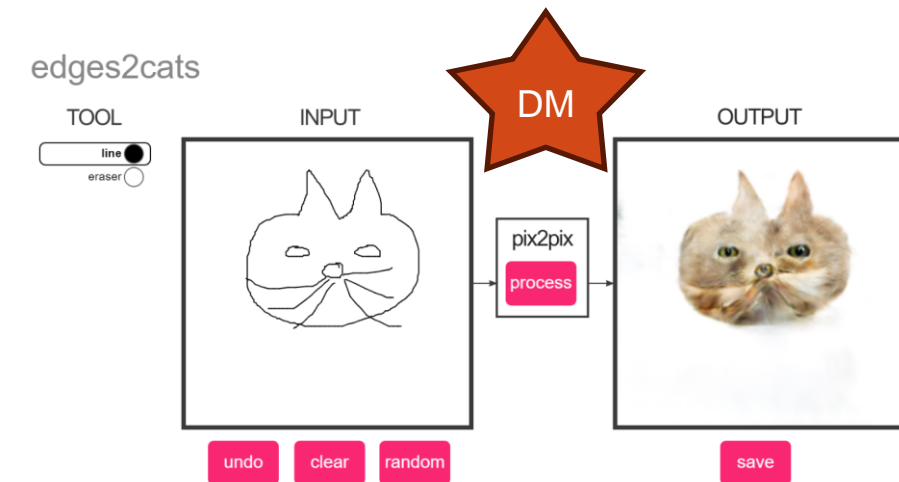 edges2cats
DM
TOOL
INPUT
OUTPUT
line
eraser
pix2pix
process
undo
clear
random
save